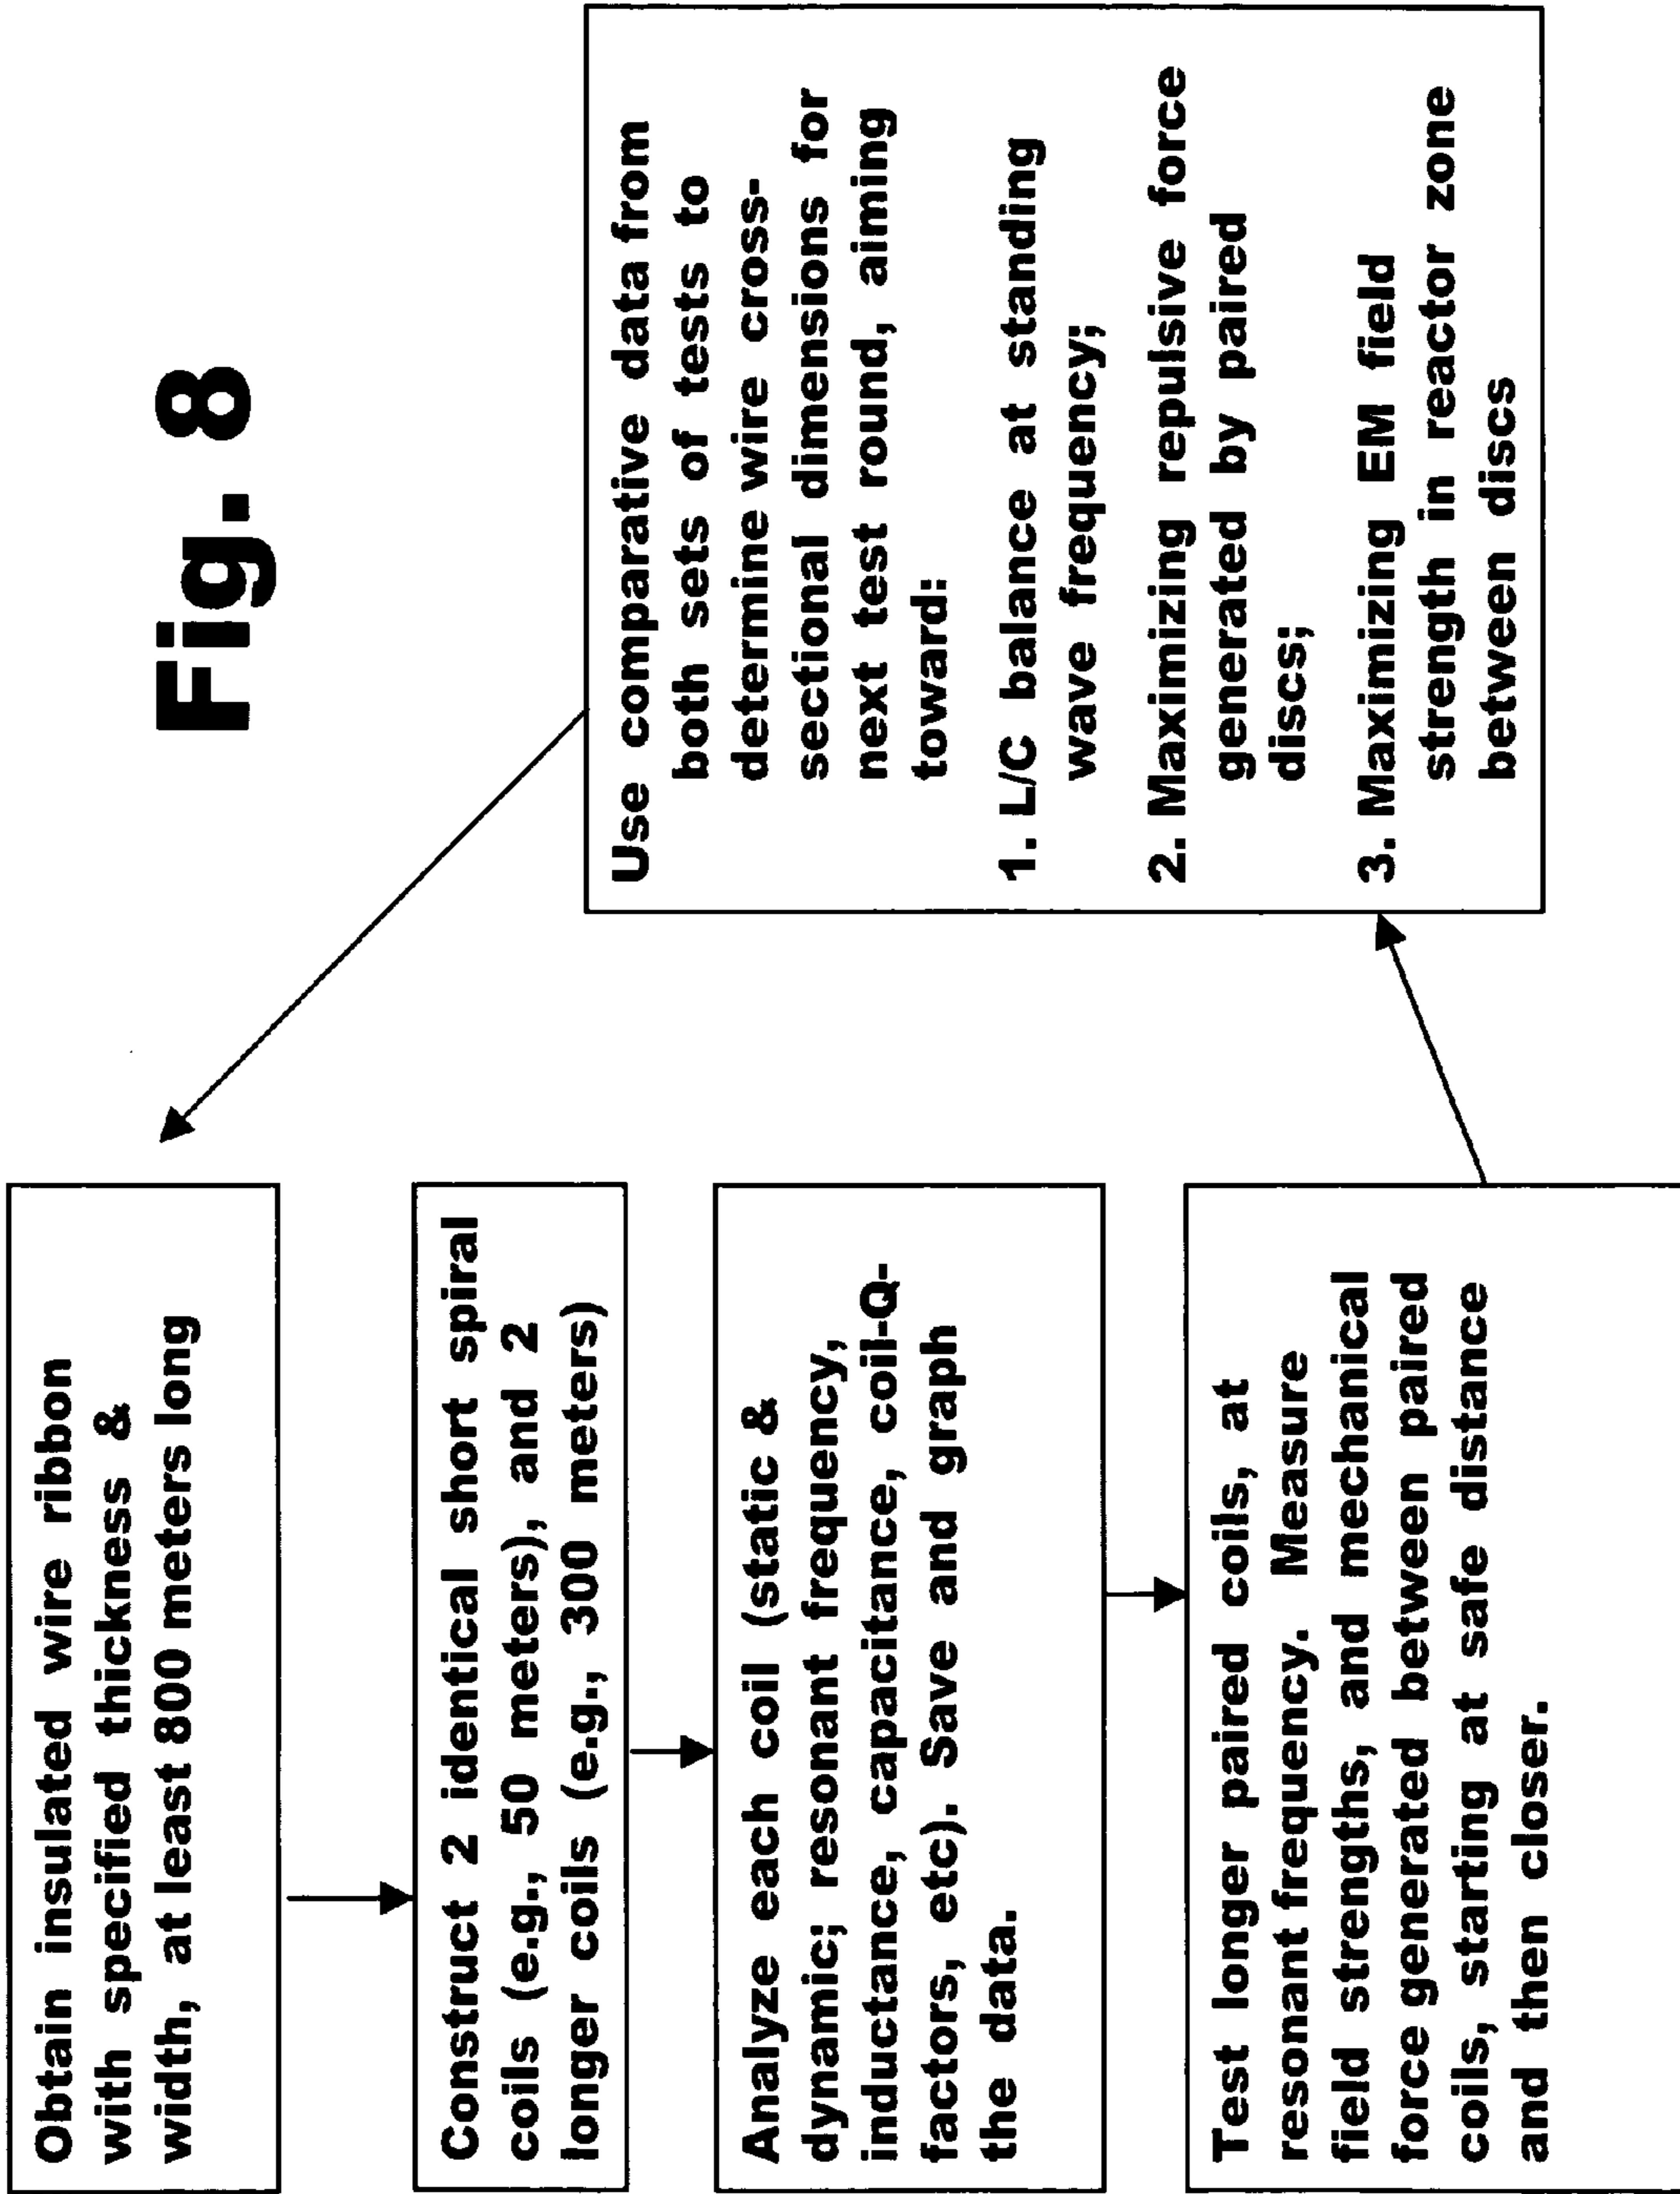 Fig. 8
Obtain insulated wire ribbon
with specified thickness &
width, at least 800 meters long
Construct 2 identical short spiral
coils (e.g., 50 meters), and 2
longer coils (e.g., 300 meters)
Analyze each coil (static &
dynamic; resonant frequency,
inductance, capacitance, coil-Q-
factors, etc). Save and graph
the data.
Test longer paired coils, at
resonant frequency. Measure
field strengths, and mechanical
force generated between paired
coils, starting at safe distance
and then closer.
Use comparative data from
both sets of tests to
determine wire cross-
sectional dimensions for
next test round, aiming
toward:
1. L/C balance at standing
wave frequency;
2. Maximizing repulsive force
generated by paired
discs;
3. Maximizing EM field
strength in reactor zone
between discs